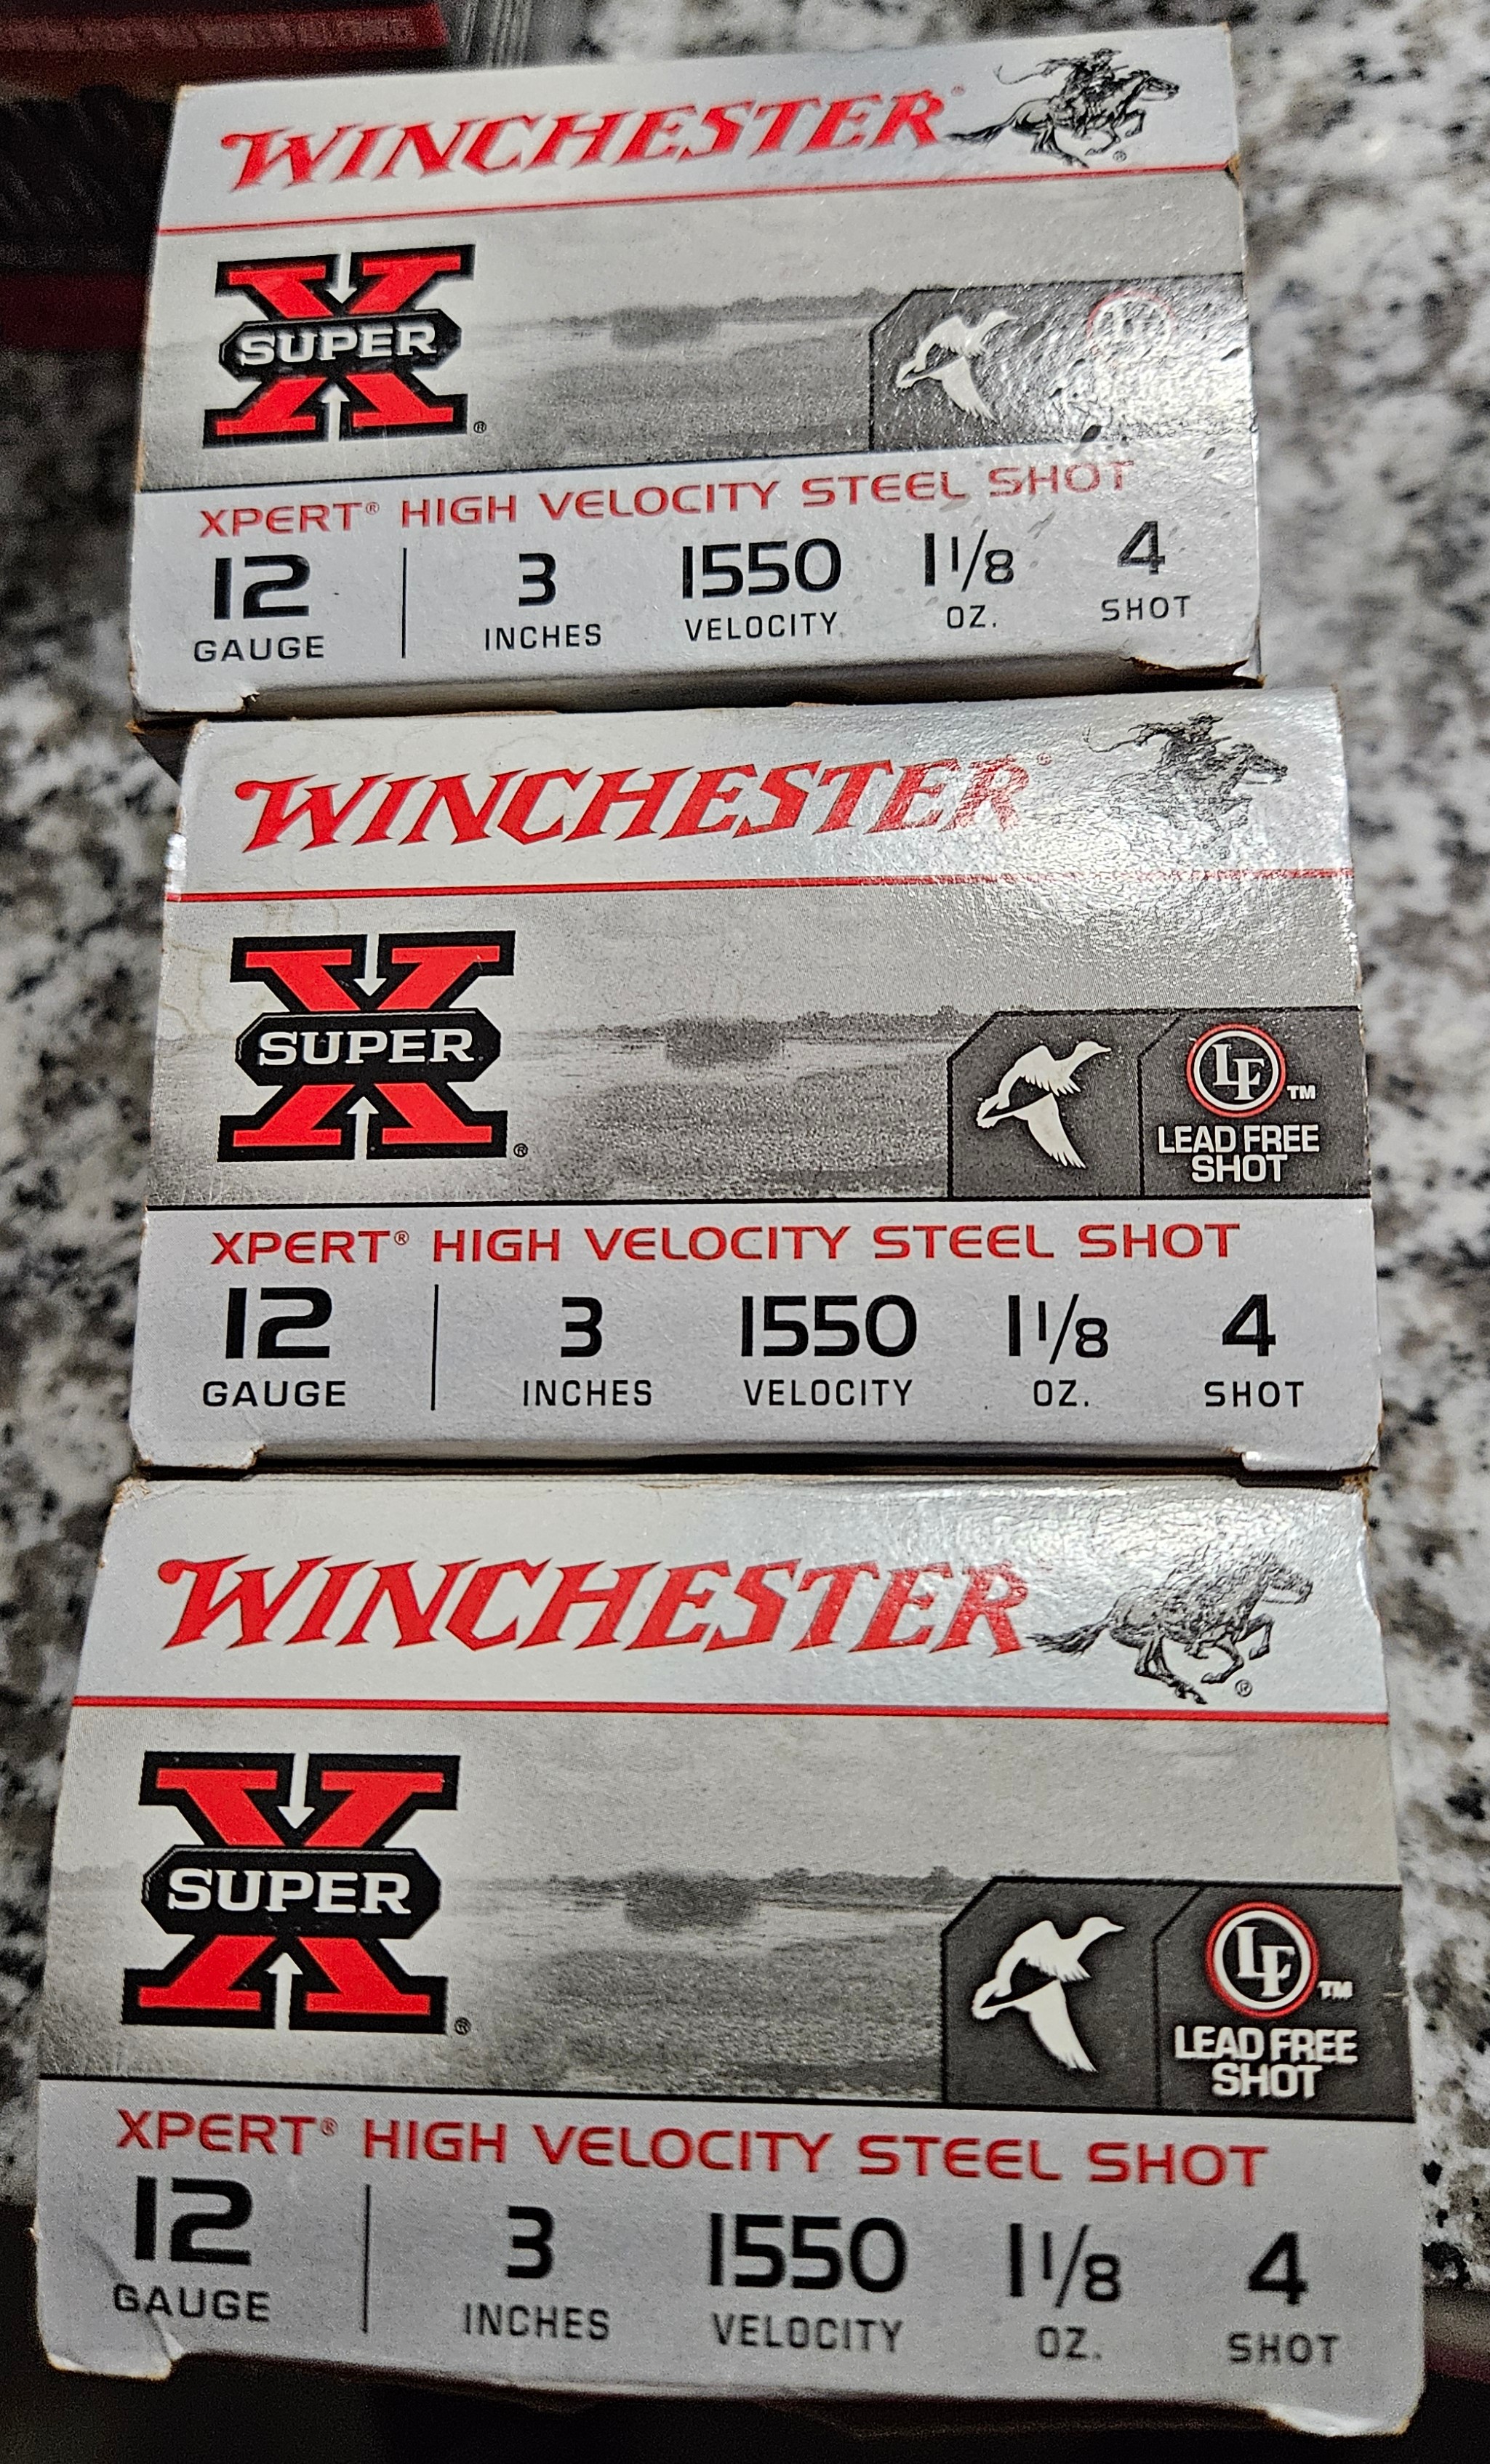 WINCHESTER®
®
X
SUPER
®
XPERT® HIGH VELOCITY STEEL SHOT
12 3 1550 1 1/8 4
GAUGE INCHES VELOCITY OZ. SHOT
WINCHESTER®
X
SUPER
®
LF™
LEAD FREE
SHOT
XPERT® HIGH VELOCITY STEEL SHOT
12 3 1550 1 1/8 4
GAUGE INCHES VELOCITY OZ. SHOT
WINCHESTER
®
X
SUPER
®
LF™
LEAD FREE
SHOT
XPERT® HIGH VELOCITY STEEL SHOT
12 3 1550 1 1/8 4
GAUGE INCHES VELOCITY OZ. SHOT